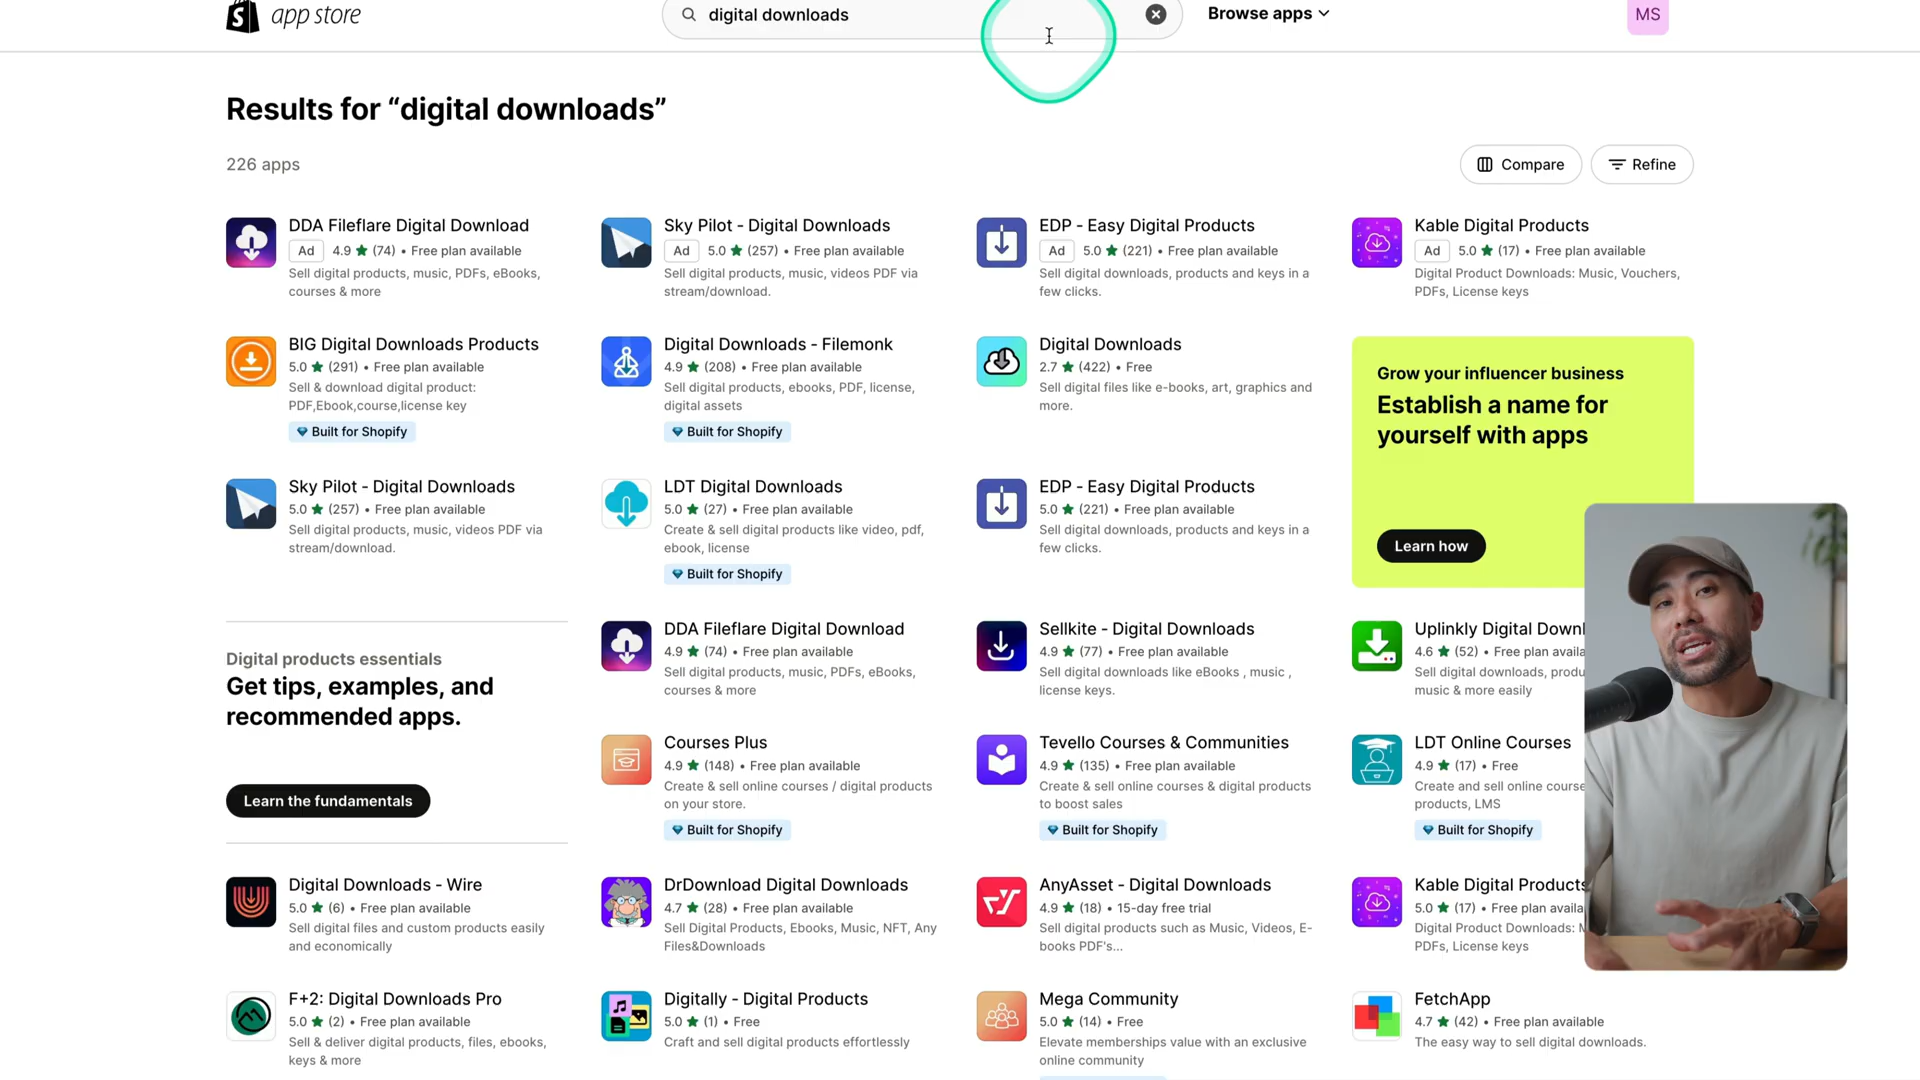 app store
digital downloads
Browse apps
MS
Results for “digital downloads”
226 apps
Compare
Refine
DDA Fileflare Digital Download
Ad 4.9 ★ (74) • Free plan available
Sell digital products, music, PDFs, eBooks,
courses & more
Sky Pilot - Digital Downloads
Ad 5.0 ★ (257) • Free plan available
Sell digital products, music, videos PDF via
stream/download.
EDP - Easy Digital Products
Ad 5.0 ★ (221) • Free plan available
Sell digital downloads, products and keys in a
few clicks.
Kable Digital Products
Ad 5.0 ★ (17) • Free plan available
Digital Product Downloads: Music, Vouchers,
PDFs, License keys
BIG Digital Downloads Products
5.0 ★ (291) • Free plan available
Sell & download digital product:
PDF,Ebook,course,license key
Built for Shopify
Digital Downloads - Filemonk
4.9 ★ (208) • Free plan available
Sell digital products, ebooks, PDF, license,
digital assets
Built for Shopify
Digital Downloads
2.7 ★ (422) • Free
Sell digital files like e-books, art, graphics and
more.
Grow your influencer business
Establish a name for
yourself with apps
Learn how
Sky Pilot - Digital Downloads
5.0 ★ (257) • Free plan available
Sell digital products, music, videos PDF via
stream/download.
LDT Digital Downloads
5.0 ★ (27) • Free plan available
Create & sell digital products like video, pdf,
ebook, license
Built for Shopify
EDP - Easy Digital Products
5.0 ★ (221) • Free plan available
Sell digital downloads, products and keys in a
few clicks.
Digital products essentials
Get tips, examples, and
recommended apps.
Learn the fundamentals
DDA Fileflare Digital Download
4.9 ★ (74) • Free plan available
Sell digital products, music, PDFs, eBooks,
courses & more
Sellkite - Digital Downloads
4.9 ★ (77) • Free plan available
Sell digital downloads like eBooks , music ,
license keys.
Uplinkly Digital Downl
4.6 ★ (52) • Free plan availa
Sell digital downloads, produ
music & more easily
Courses Plus
4.9 ★ (148) • Free plan available
Create & sell online courses / digital products
on your store.
Built for Shopify
Tevello Courses & Communities
4.9 ★ (135) • Free plan available
Create & sell online courses & digital products
to boost sales
Built for Shopify
LDT Online Courses
4.9 ★ (17) • Free
Create and sell online course
products, LMS
Built for Shopify
Digital Downloads - Wire
5.0 ★ (6) • Free plan available
Sell digital files and custom products easily
and economically
DrDownload Digital Downloads
4.7 ★ (28) • Free plan available
Sell Digital Products, Ebooks, Music, NFT, Any
Files&Downloads
AnyAsset - Digital Downloads
4.9 ★ (18) • 15-day free trial
Sell digital products such as Music, Videos, E-
books PDF's...
Kable Digital Products
5.0 ★ (17) • Free plan availa
Digital Product Downloads: M
PDFs, License keys
F+2: Digital Downloads Pro
5.0 ★ (2) • Free plan available
Sell & deliver digital products, files, ebooks,
keys & more
Digitally - Digital Products
5.0 ★ (1) • Free
Craft and sell digital products effortlessly
Mega Community
5.0 ★ (14) • Free
Elevate memberships value with an exclusive
online community
FetchApp
4.7 ★ (42) • Free plan available
The easy way to sell digital downloads.